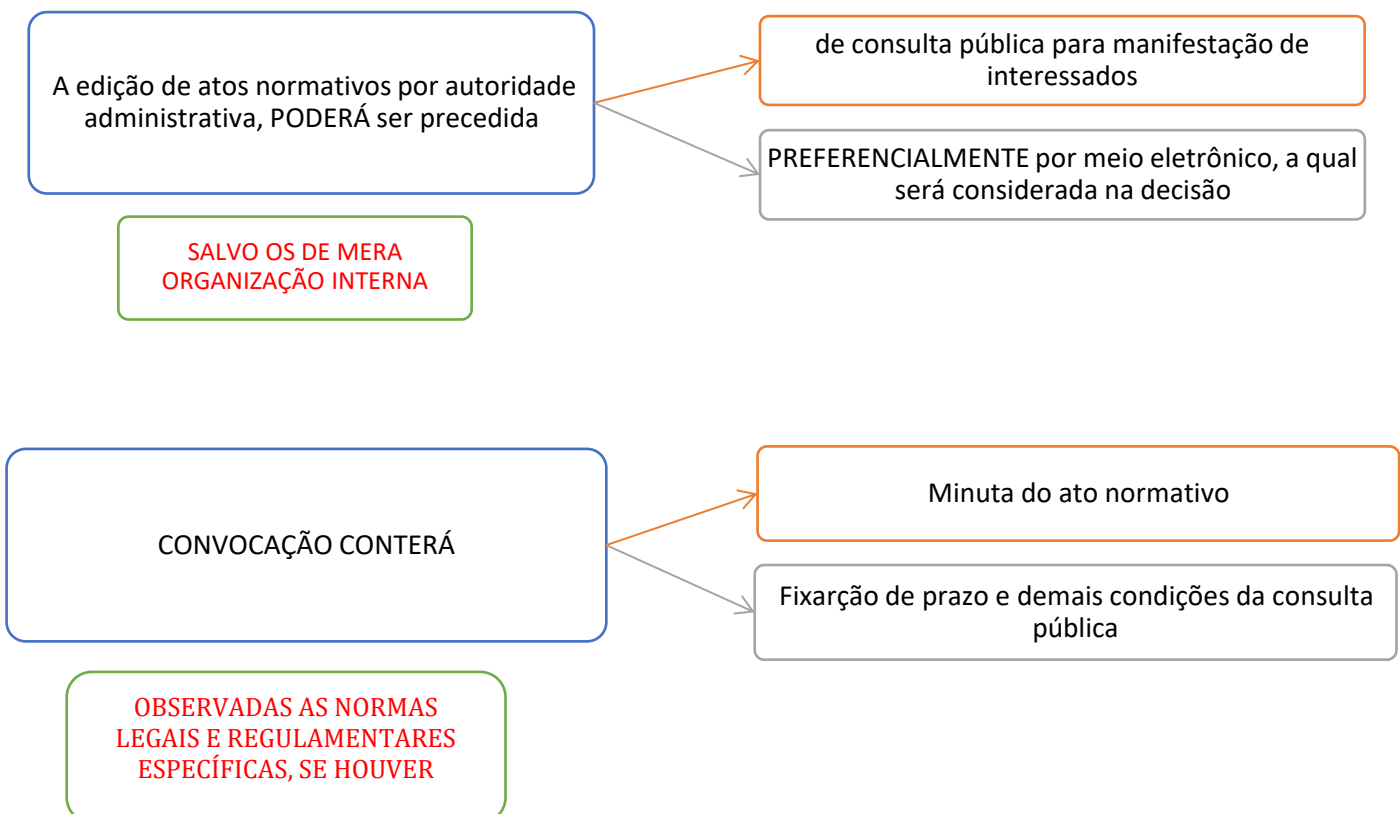 A edição de atos normativos por autoridade
administrativa, PODERÁ ser precedida
de consulta pública para manifestação de
interessados
PREFERENCIALMENTE por meio eletrônico, a qual
será considerada na decisão
SALVO OS DE MERA
ORGANIZAÇÃO INTERNA
CONVOCAÇÃO CONTERÁ
Minuta do ato normativo
Fixarção de prazo e demais condições da consulta
pública
OBSERVADAS AS NORMAS
LEGAIS E REGULAMENTARES
ESPECÍFICAS, SE HOUVER